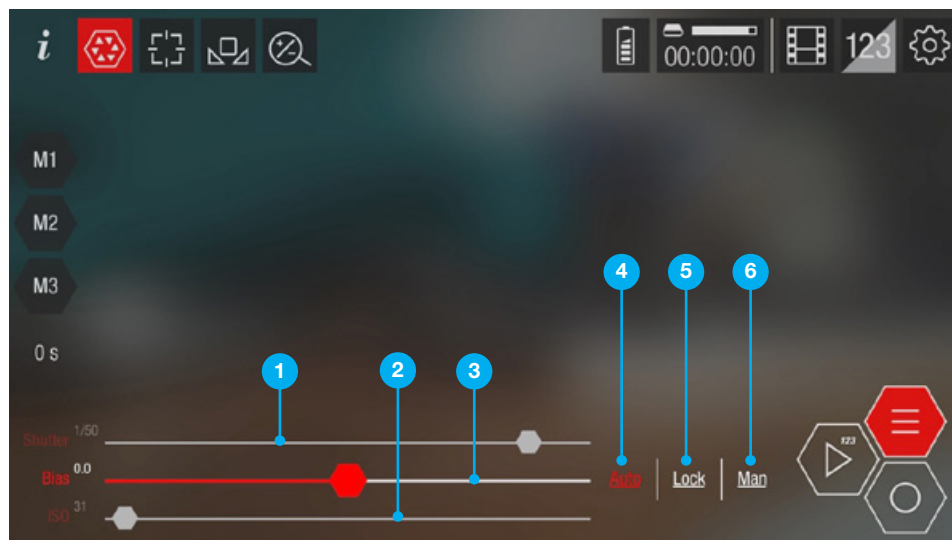 i
00:00:00
123
M1
M2
M3
0 s
4 5 6
1 2 3
Shutter 1/50
Bias 0.0
ISO 31
Auto Lock Man
123